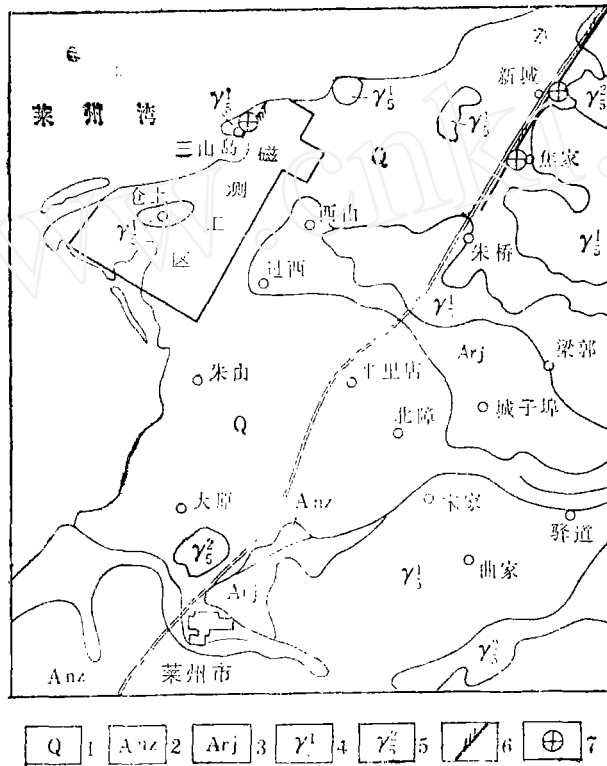 莱州湾
γ₅¹
γ₅¹
γ₅¹
新城
γ₅²
三山岛
磁测工区
Q
焦家
仓上
γ₅¹
西山
过西
朱桥
γ₅¹
γ₅¹
Arj
梁郭
朱由
平里店
城子埠
北障
Q
大原
Anz
宋家
驿道
γ₅²
γ₅¹
曲家
Arj
γ₅²
Anz
莱州市
Q 1 Anz 2 Arj 3 γ₅¹ 4 γ₅² 5 6 7